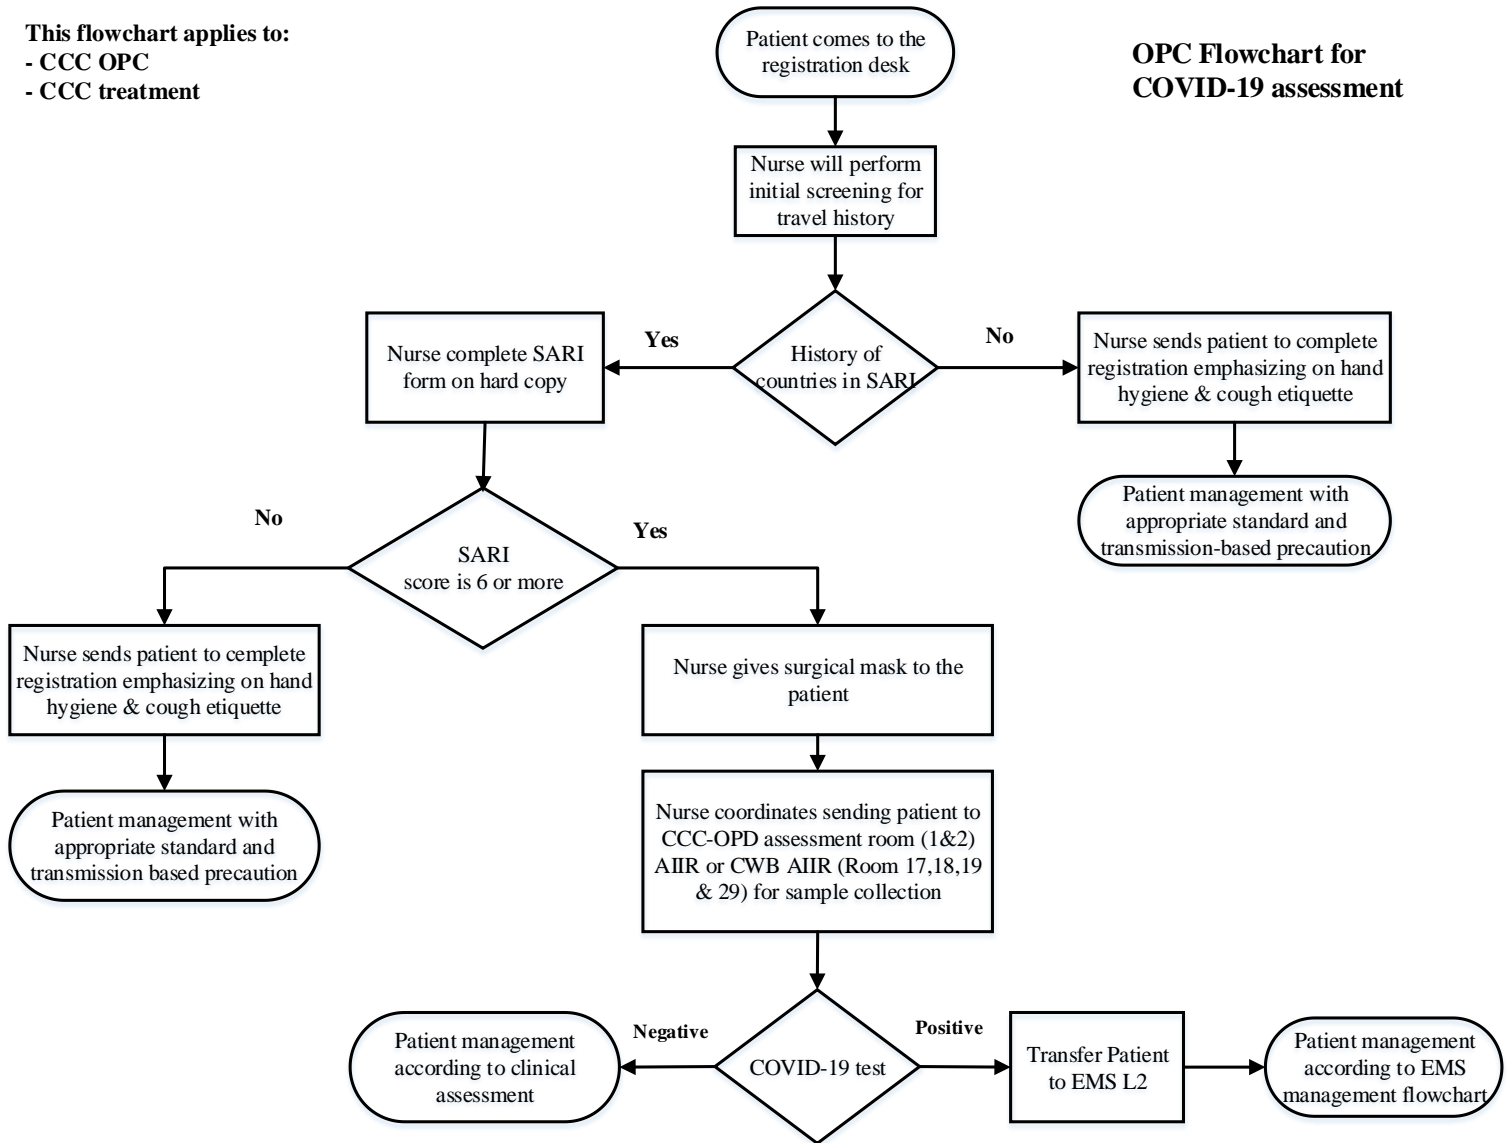 This flowchart applies to:
- CCC OPC
- CCC treatment
Patient comes to the
registration desk
OPC Flowchart for
COVID-19 assessment
Nurse will perform
initial screening for
travel history
History of
countries in SARI
Yes
No
Nurse complete SARI
form on hard copy
Nurse sends patient to complete
registration emphasizing on hand
hygiene & cough etiquette
Patient management with
appropriate standard and
transmission-based precaution
SARI
score is 6 or more
No
Yes
Nurse sends patient to cemplete
registration emphasizing on hand
hygiene & cough etiquette
Patient management with
appropriate standard and
transmission based precaution
Nurse gives surgical mask to the
patient
Nurse coordinates sending patient to
CCC-OPD assessment room (1&2)
AIIR or CWB AIIR (Room 17,18,19
& 29) for sample collection
COVID-19 test
Negative
Positive
Patient management
according to clinical
assessment
Transfer Patient
to EMS L2
Patient management
according to EMS
management flowchart